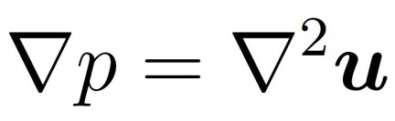 ∇p = ∇²𝒖